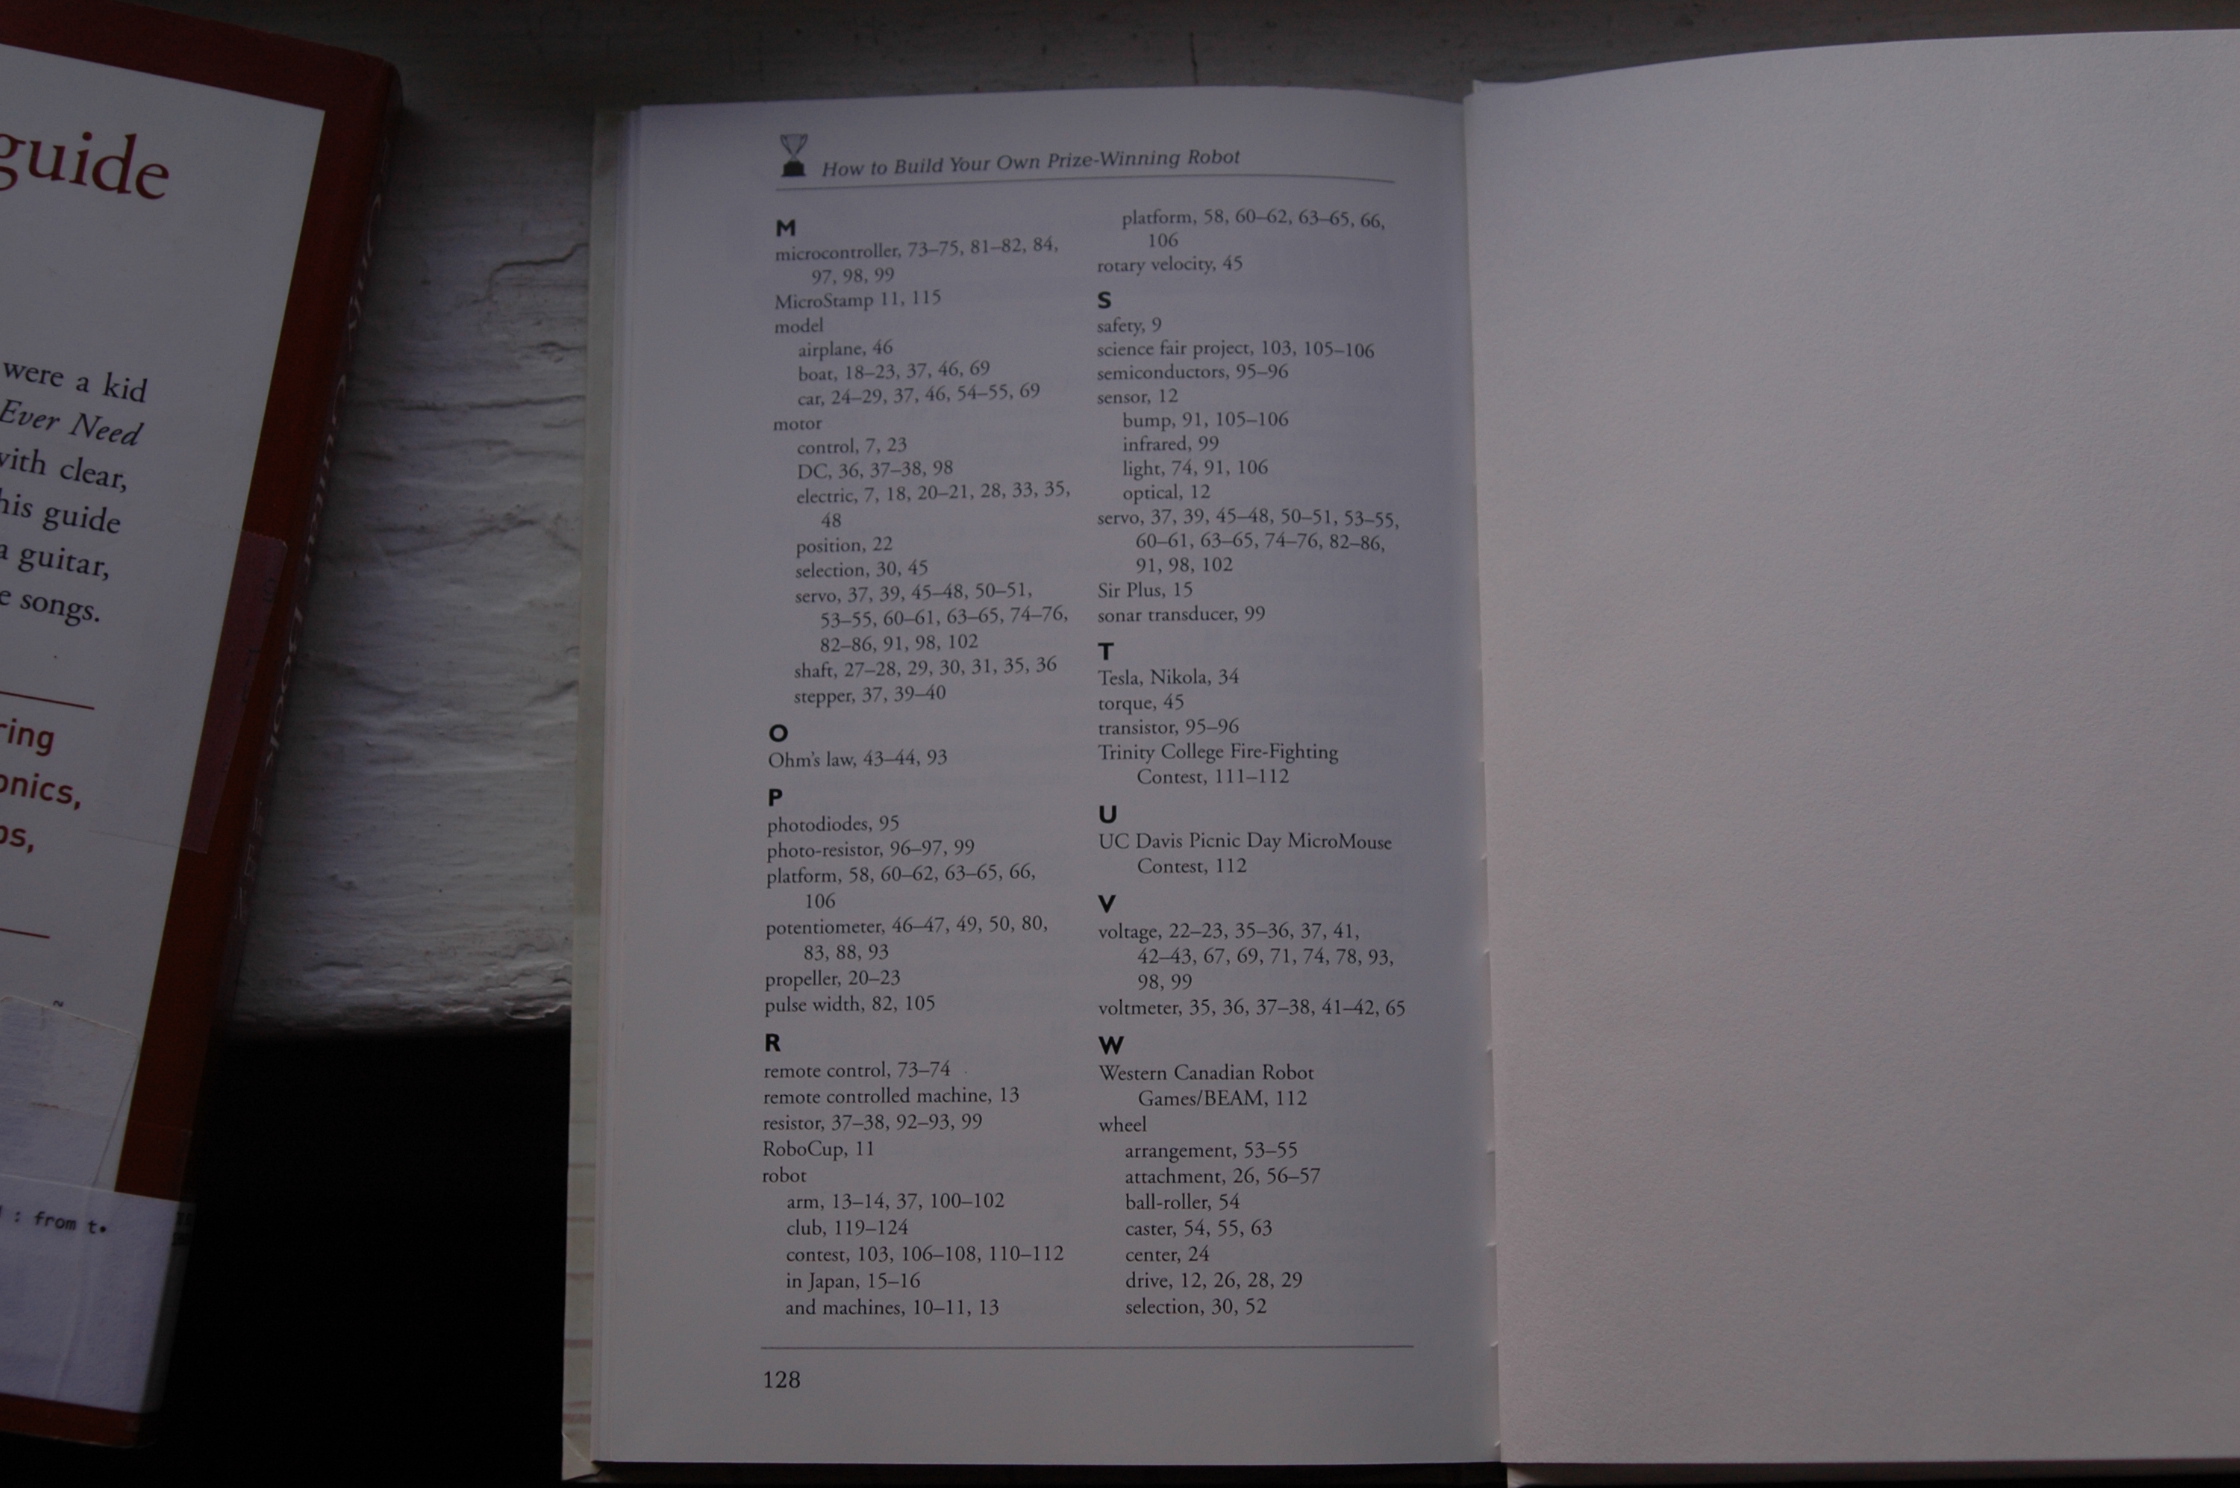 guide
were a kid
Ever Need
with clear,
his guide
a guitar,
e songs.
ring
onics,
os,
: from t•
How to Build Your Own Prize-Winning Robot
M
microcontroller, 73–75, 81–82, 84,
97, 98, 99
MicroStamp 11, 115
model
airplane, 46
boat, 18–23, 37, 46, 69
car, 24–29, 37, 46, 54–55, 69
motor
control, 7, 23
DC, 36, 37–38, 98
electric, 7, 18, 20–21, 28, 33, 35,
48
position, 22
selection, 30, 45
servo, 37, 39, 45–48, 50–51,
53–55, 60–61, 63–65, 74–76,
82–86, 91, 98, 102
shaft, 27–28, 29, 30, 31, 35, 36
stepper, 37, 39–40
O
Ohm's law, 43–44, 93
P
photodiodes, 95
photo-resistor, 96–97, 99
platform, 58, 60–62, 63–65, 66,
106
potentiometer, 46–47, 49, 50, 80,
83, 88, 93
propeller, 20–23
pulse width, 82, 105
R
remote control, 73–74
remote controlled machine, 13
resistor, 37–38, 92–93, 99
RoboCup, 11
robot
arm, 13–14, 37, 100–102
club, 119–124
contest, 103, 106–108, 110–112
in Japan, 15–16
and machines, 10–11, 13
platform, 58, 60–62, 63–65, 66,
106
rotary velocity, 45
S
safety, 9
science fair project, 103, 105–106
semiconductors, 95–96
sensor, 12
bump, 91, 105–106
infrared, 99
light, 74, 91, 106
optical, 12
servo, 37, 39, 45–48, 50–51, 53–55,
60–61, 63–65, 74–76, 82–86,
91, 98, 102
Sir Plus, 15
sonar transducer, 99
T
Tesla, Nikola, 34
torque, 45
transistor, 95–96
Trinity College Fire-Fighting
Contest, 111–112
U
UC Davis Picnic Day MicroMouse
Contest, 112
V
voltage, 22–23, 35–36, 37, 41,
42–43, 67, 69, 71, 74, 78, 93,
98, 99
voltmeter, 35, 36, 37–38, 41–42, 65
W
Western Canadian Robot
Games/BEAM, 112
wheel
arrangement, 53–55
attachment, 26, 56–57
ball-roller, 54
caster, 54, 55, 63
center, 24
drive, 12, 26, 28, 29
selection, 30, 52
128